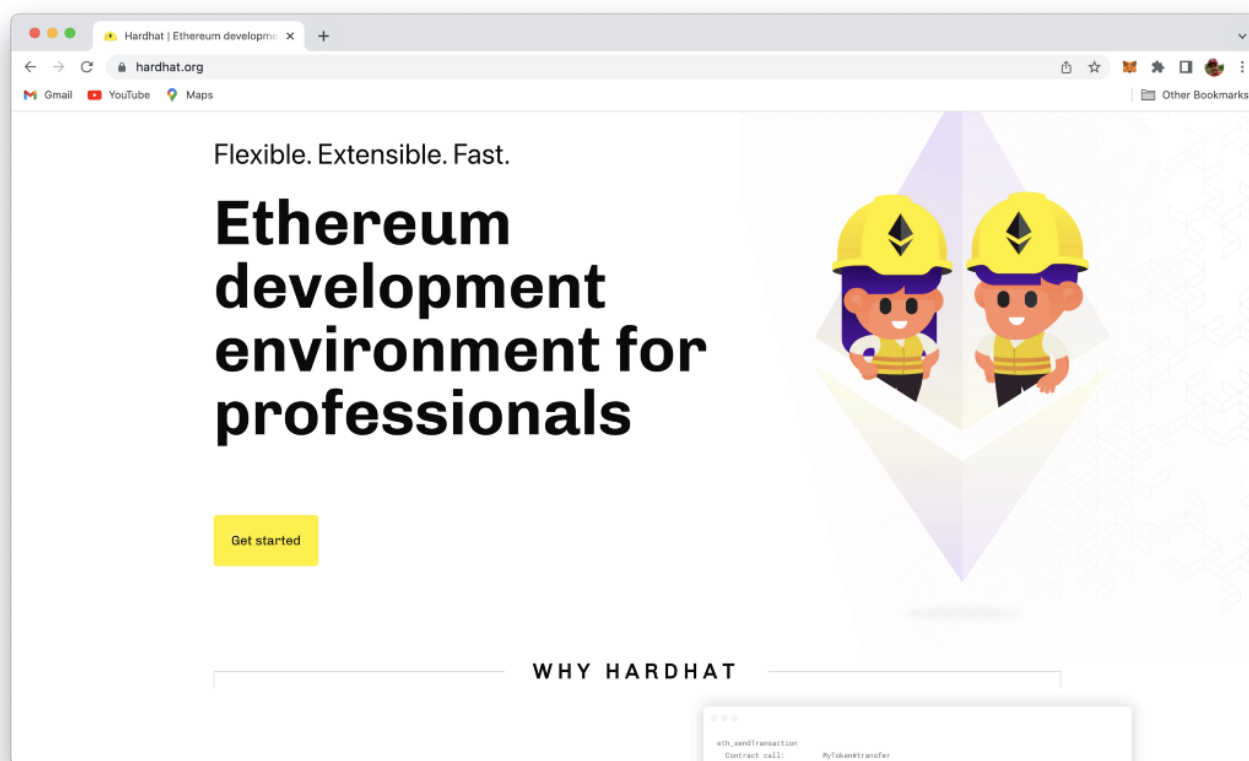 Hardhat | Ethereum developme
hardhat.org
Gmail YouTube Maps Other Bookmarks
Flexible. Extensible. Fast.
Ethereum
development
environment for
professionals
Get started
WHY HARDHAT
eth_sendTransaction
Contract call: MyToken#transfer